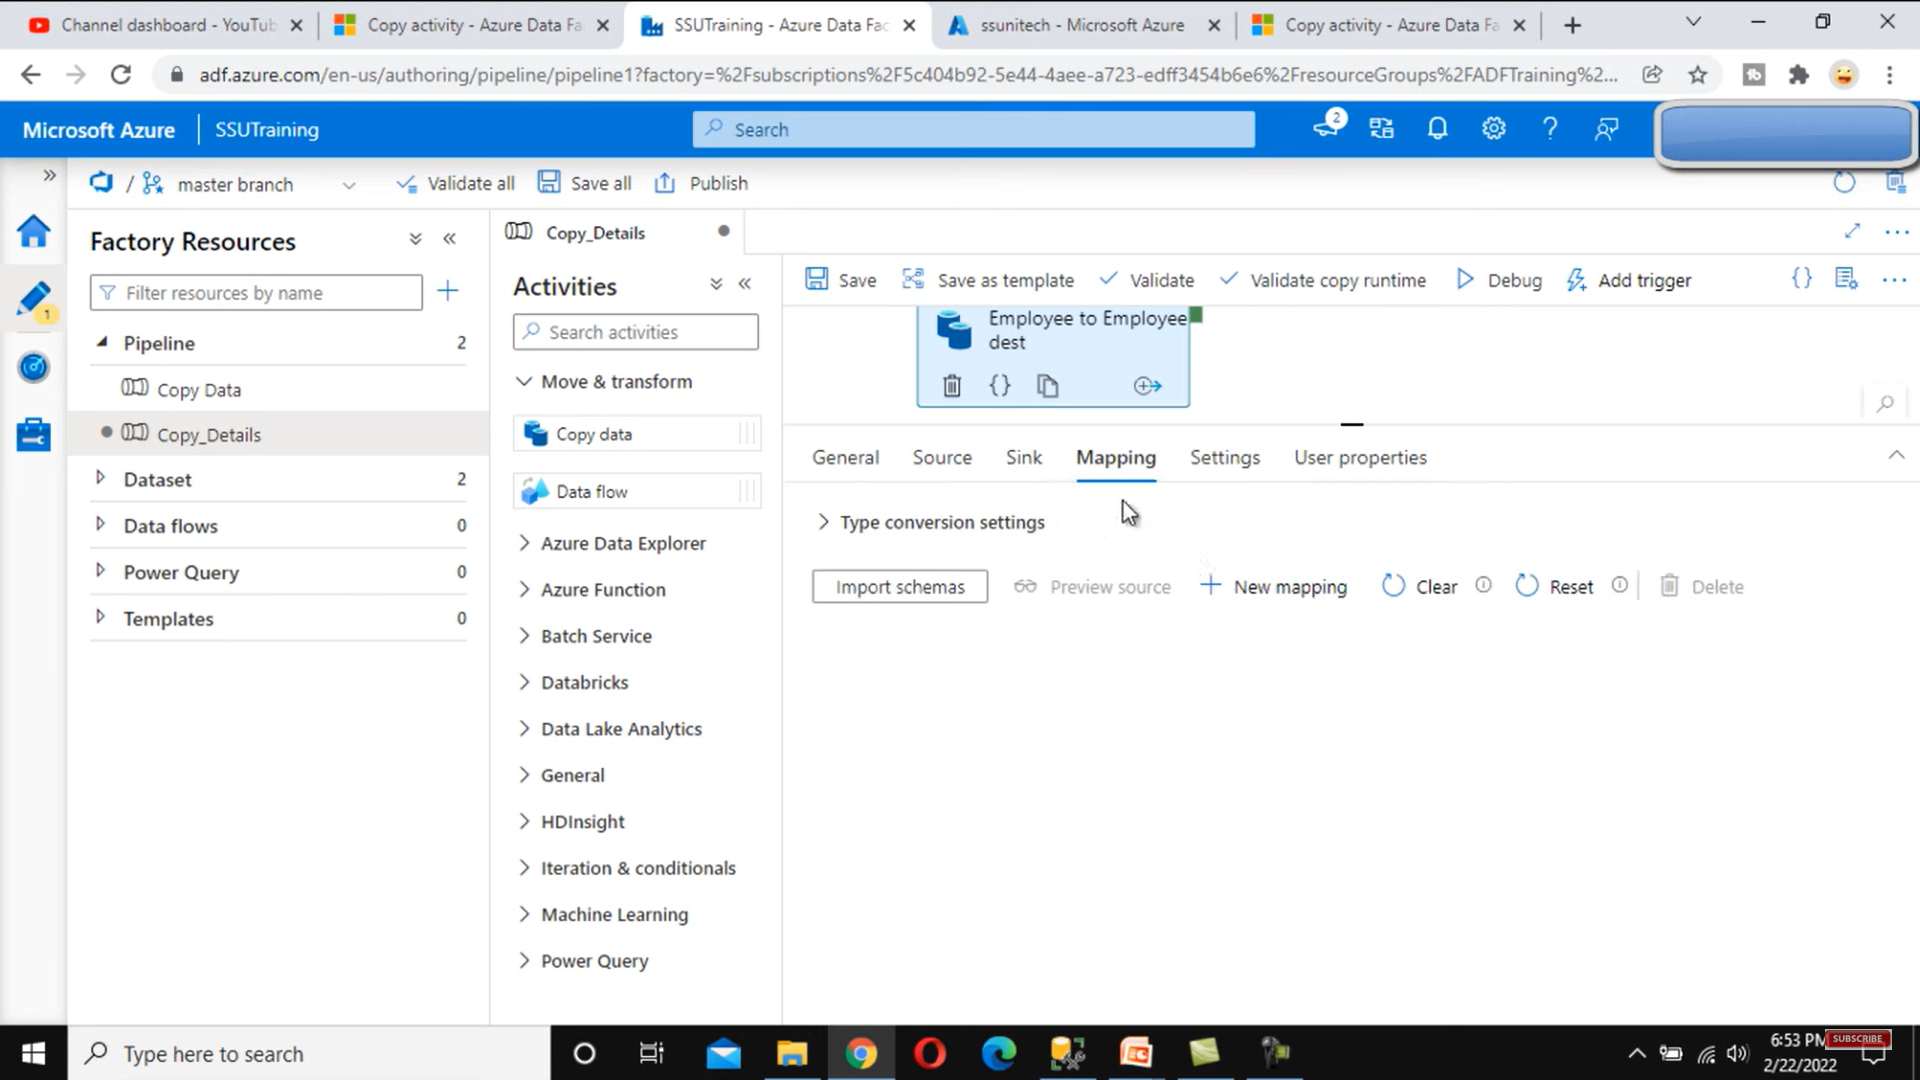 Channel dashboard - YouTub
Copy activity - Azure Data Fa
SSUTraining - Azure Data Fac
ssunitech - Microsoft Azure
Copy activity - Azure Data Fa
adf.azure.com/en-us/authoring/pipeline/pipeline1?factory=%2Fsubscriptions%2F5c404b92-5e44-4aee-a723-edff3454b6e6%2FresourceGroups%2FADFTraining%2...
Microsoft Azure
SSUTraining
Search
2
/ master branch
Validate all
Save all
Publish
Factory Resources
Filter resources by name
1
Pipeline 2
Copy Data
Copy_Details
Dataset 2
Data flows 0
Power Query 0
Templates 0
Copy_Details
Activities
Search activities
Move & transform
Copy data
Data flow
Azure Data Explorer
Azure Function
Batch Service
Databricks
Data Lake Analytics
General
HDInsight
Iteration & conditionals
Machine Learning
Power Query
Save
Save as template
Validate
Validate copy runtime
Debug
Add trigger
Employee to Employee
dest
General
Source
Sink
Mapping
Settings
User properties
Type conversion settings
Import schemas
Preview source
New mapping
Clear
Reset
Delete
Type here to search
6:53 PM
2/22/2022
SUBSCRIBE